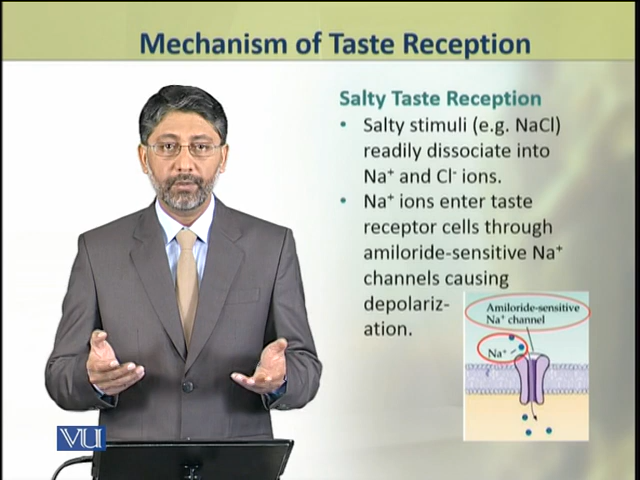 Mechanism of Taste Reception
Salty Taste Reception
• Salty stimuli (e.g. NaCl)
readily dissociate into
Na⁺ and Cl⁻ ions.
• Na⁺ ions enter taste
receptor cells through
amiloride-sensitive Na⁺
channels causing
depolariz-
ation.
Amiloride-sensitive
Na⁺ channel
Na⁺
VU